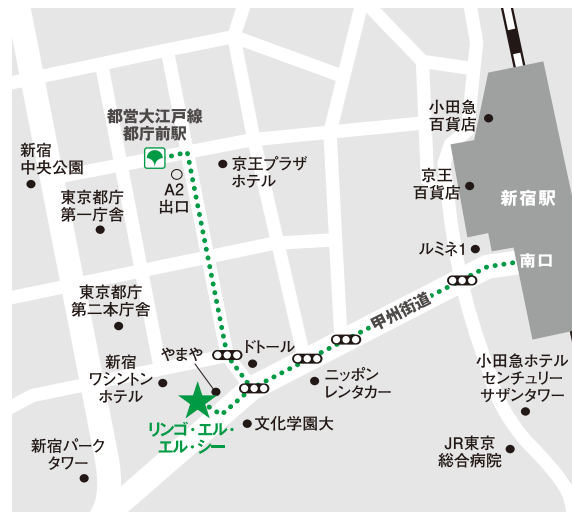 都営大江戸線
都庁前駅
小田急
百貨店
新宿
中央公園
A2
出口
京王プラザ
ホテル
京王
百貨店
新宿駅
東京都庁
第一庁舎
ルミネ1
南口
東京都庁
第二本庁舎
甲州街道
やまや
ドトール
新宿
ワシントン
ホテル
ニッポン
レンタカー
小田急ホテル
センチュリー
サザンタワー
リンゴ・エル・
エル・シー
文化学園大
新宿パーク
タワー
JR東京
総合病院